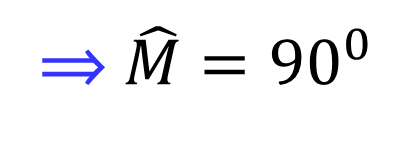 ⇒ M̂ = 90⁰